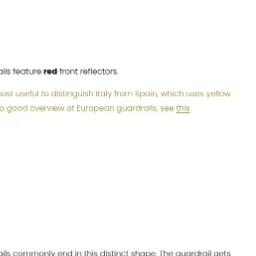 ails feature red front reflectors.
most useful to distinguish Italy from Spain, which uses yellow
a good overview of European guardrails, see this
ails commonly end in this distinct shape. The guardrail gets